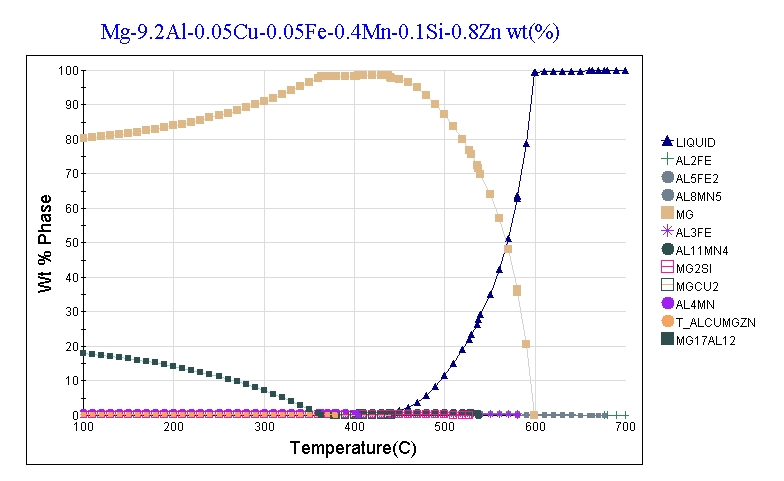 Mg-9.2Al-0.05Cu-0.05Fe-0.4Mn-0.1Si-0.8Zn wt(%)
100
90
80
70
60
50
40
30
20
10
0
Wt % Phase
100 200 300 400 500 600 700
Temperature(C)
LIQUID
AL2FE
AL5FE2
AL8MN5
MG
AL3FE
AL11MN4
MG2SI
MGCU2
AL4MN
T_ALCUMGZN
MG17AL12